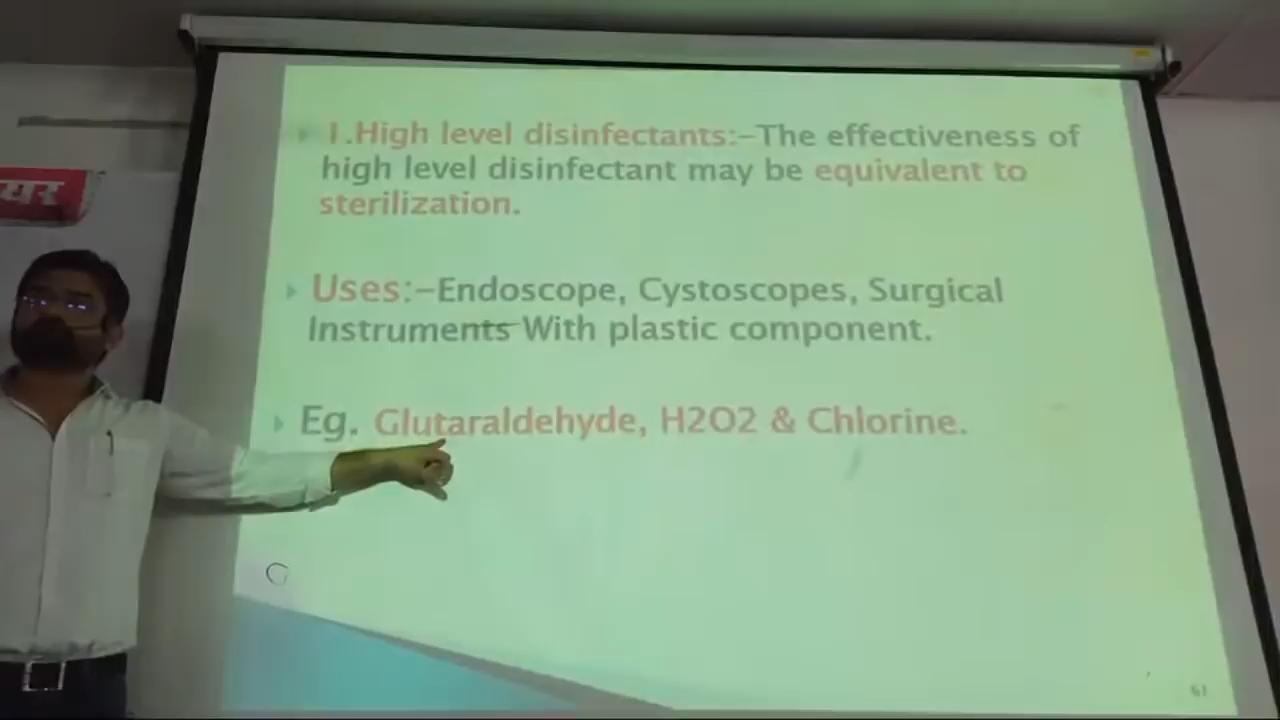 1.High level disinfectants:-The effectiveness of
high level disinfectant may be equivalent to
sterilization.
Uses:-Endoscope, Cystoscopes, Surgical
Instruments With plastic component.
Eg. Glutaraldehyde, H2O2 & Chlorine.
61